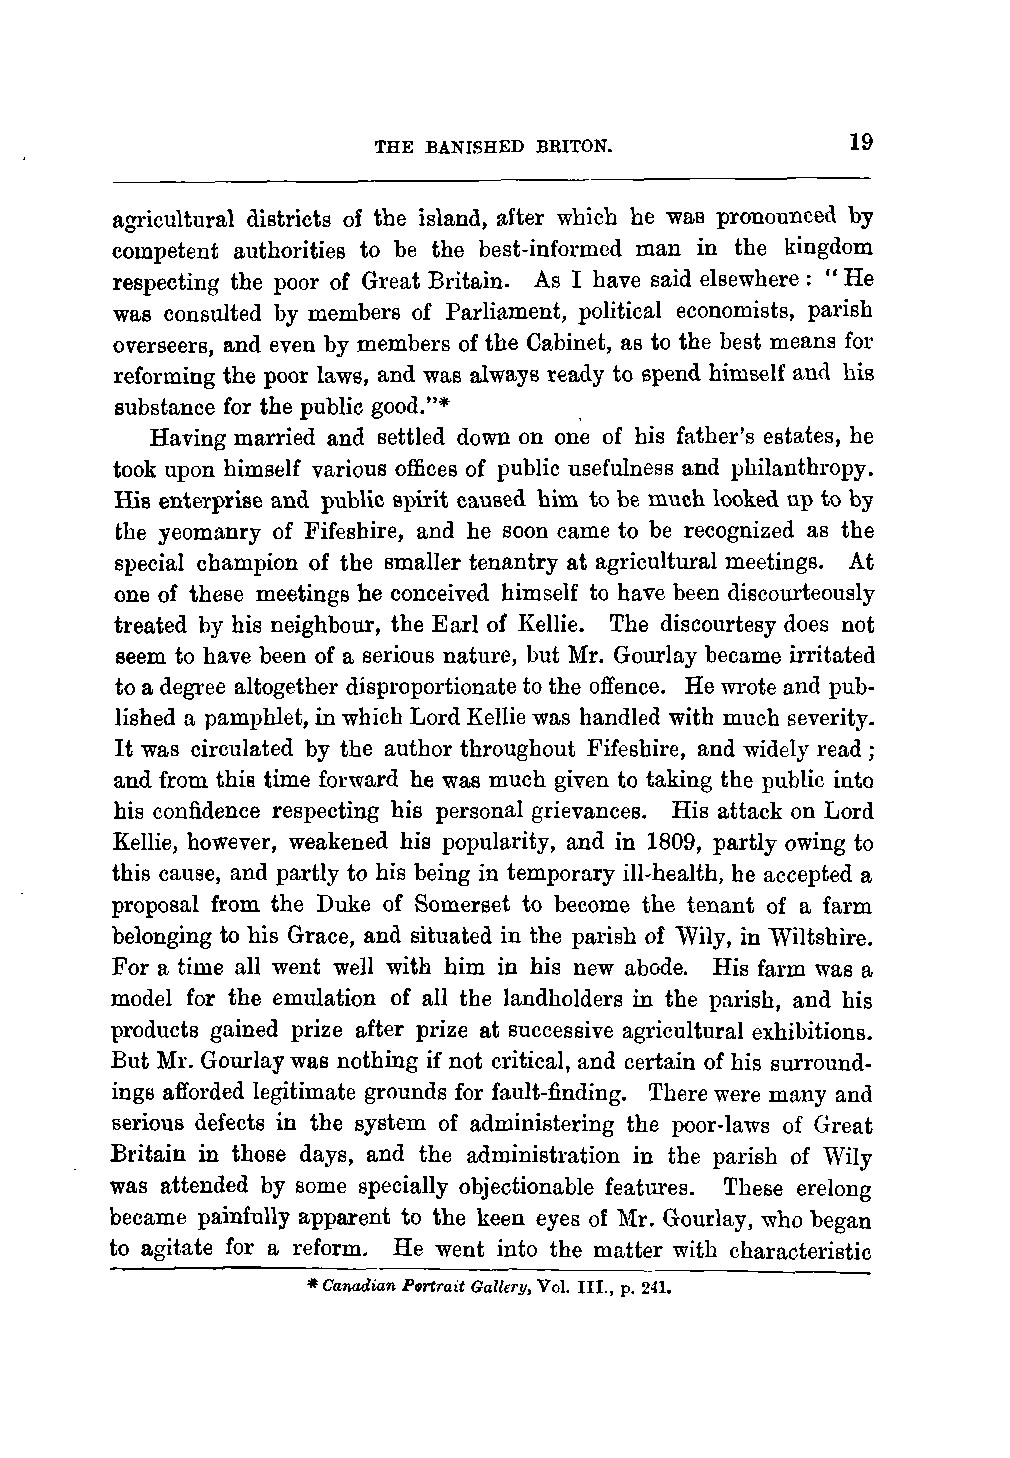 THE BANISHED BRITON. 19
agricultural districts of the island, after which he was pronounced by
competent authorities to be the best-informed man in the kingdom
respecting the poor of Great Britain. As I have said elsewhere: "He
was consulted by members of Parliament, political economists, parish
overseers, and even by members of the Cabinet, as to the best means for
reforming the poor laws, and was always ready to spend himself and his
substance for the public good."*
Having married and settled down on one of his father's estates, he
took upon himself various offices of public usefulness and philanthropy.
His enterprise and public spirit caused him to be much looked up to by
the yeomanry of Fifeshire, and he soon came to be recognized as the
special champion of the smaller tenantry at agricultural meetings. At
one of these meetings he conceived himself to have been discourteously
treated by his neighbour, the Earl of Kellie. The discourtesy does not
seem to have been of a serious nature, but Mr. Gourlay became irritated
to a degree altogether disproportionate to the offence. He wrote and pub-
lished a pamphlet, in which Lord Kellie was handled with much severity.
It was circulated by the author throughout Fifeshire, and widely read;
and from this time forward he was much given to taking the public into
his confidence respecting his personal grievances. His attack on Lord
Kellie, however, weakened his popularity, and in 1809, partly owing to
this cause, and partly to his being in temporary ill-health, he accepted a
proposal from the Duke of Somerset to become the tenant of a farm
belonging to his Grace, and situated in the parish of Wily, in Wiltshire.
For a time all went well with him in his new abode. His farm was a
model for the emulation of all the landholders in the parish, and his
products gained prize after prize at successive agricultural exhibitions.
But Mr. Gourlay was nothing if not critical, and certain of his surround-
ings afforded legitimate grounds for fault-finding. There were many and
serious defects in the system of administering the poor-laws of Great
Britain in those days, and the administration in the parish of Wily
was attended by some specially objectionable features. These erelong
became painfully apparent to the keen eyes of Mr. Gourlay, who began
to agitate for a reform. He went into the matter with characteristic
* Canadian Portrait Gallery, Vol. III., p. 241.